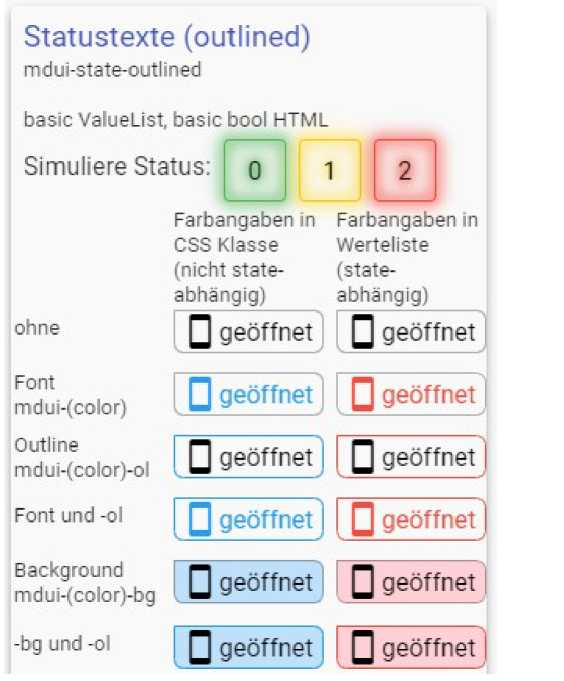 Statustexte (outlined)
mdui-state-outlined
basic ValueList, basic bool HTML
Simuliere Status: 0 1 2
Farbangaben in CSS Klasse (nicht state-abhängig)
Farbangaben in Werteliste (state-abhängig)
ohne geöffnet geöffnet
Font
mdui-(color) geöffnet geöffnet
Outline
mdui-(color)-ol geöffnet geöffnet
Font und -ol geöffnet geöffnet
Background
mdui-(color)-bg geöffnet geöffnet
-bg und -ol geöffnet geöffnet